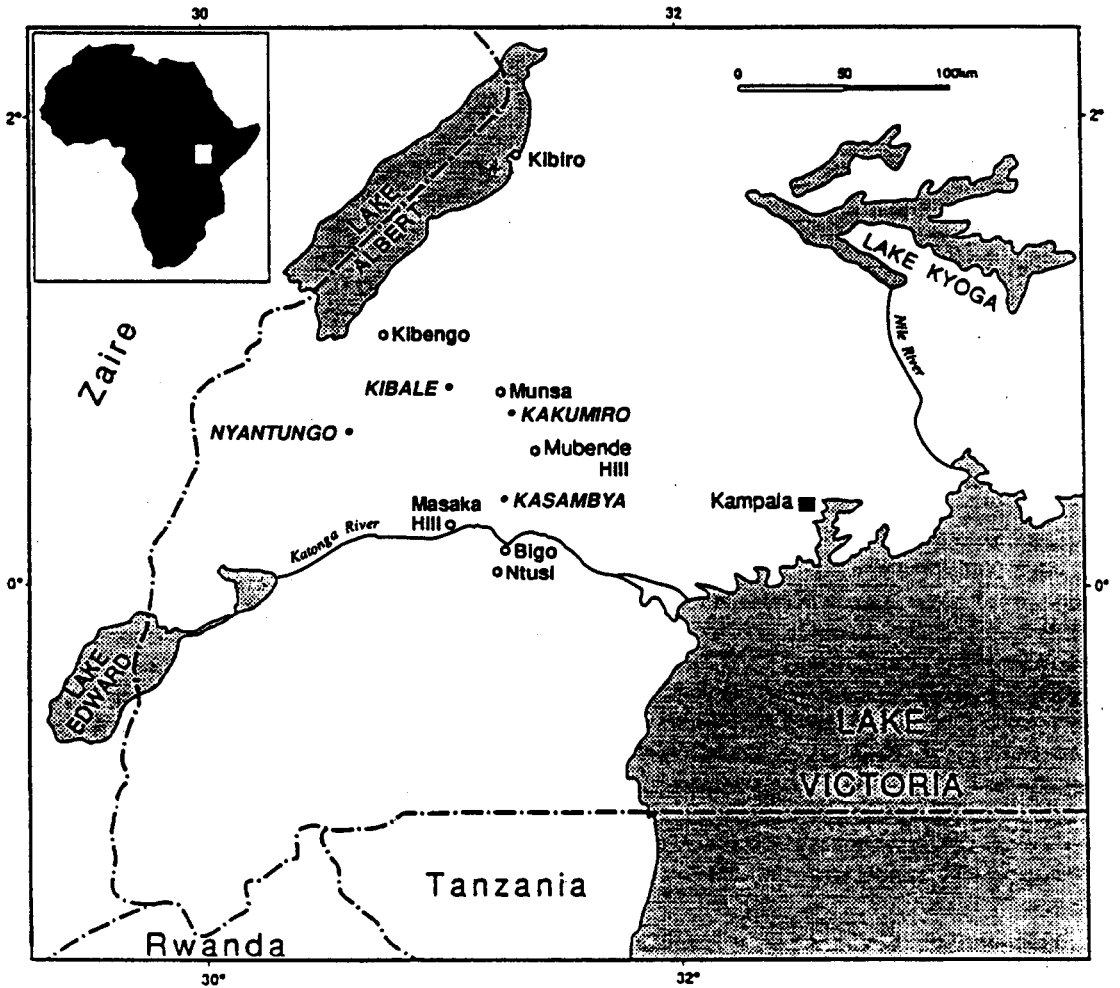 30
32
0
50
100km
2°
2°
Kibiro
LAKE
ALBERT
LAKE KYOGA
Zaire
Kibengo
Nile River
KIBALE
Munsa
KAKUMIRO
NYANTUNGO
Mubende
Hill
KASAMBYA
Kampala
Masaka
Hill
Katonga River
Bigo
Ntusi
0°
0°
LAKE
EDWARD
LAKE
VICTORIA
Tanzania
Rwanda
30°
32°